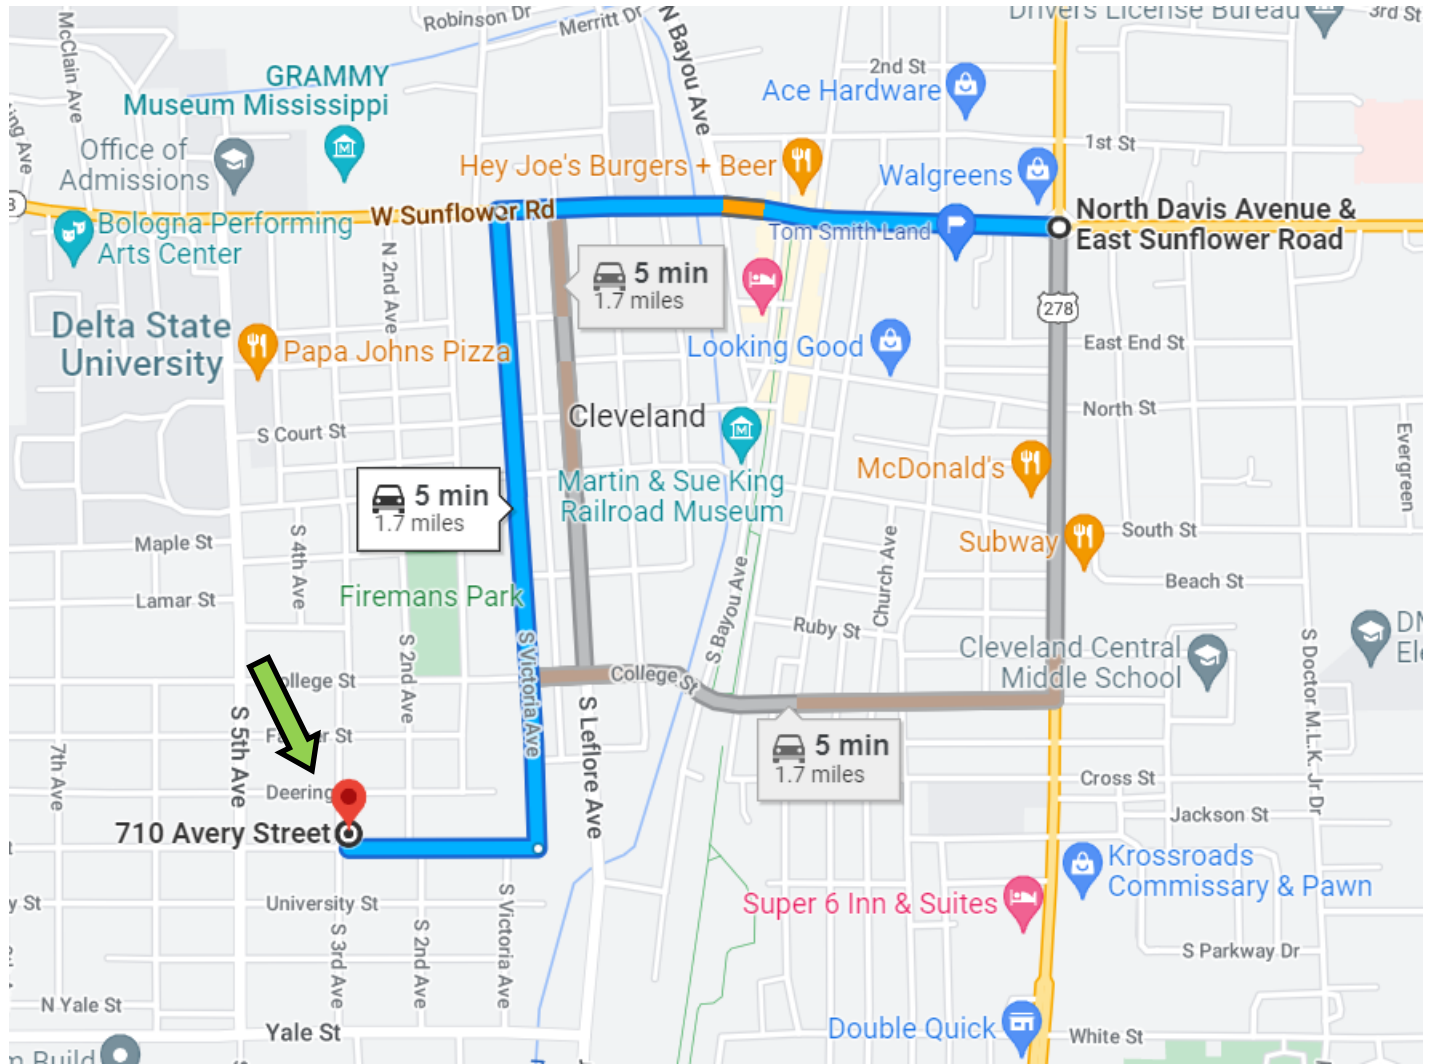 McClain Ave
Robinson Dr
Merritt Dr
N Bayou Ave
Drivers License Bureau
3rd St
2nd St
GRAMMY
Museum Mississippi
Ace Hardware
Office of
Admissions
1st St
Hey Joe's Burgers + Beer
Walgreens
W Sunflower Rd
North Davis Avenue &
East Sunflower Road
Bologna Performing
Arts Center
Tom Smith Land
N 2nd Ave
5 min
1.7 miles
278
Delta State
University
Papa Johns Pizza
Looking Good
East End St
North St
Cleveland
S Court St
Evergreen
McDonald's
Martin & Sue King
Railroad Museum
5 min
1.7 miles
South St
Subway
Maple St
S 4th Ave
Church Ave
Beach St
Firemans Park
Lamar St
S Bayou Ave
Ruby St
Cleveland Central
Middle School
S Doctor M.L.K. Jr Dr
S 2nd Ave
S Victoria Ave
College St
ollege St
S 5th Ave
S Leflore Ave
7th Ave
5 min
1.7 miles
Cross St
Deering
Jackson St
710 Avery Street
Krossroads
Commissary & Pawn
University St
y St
S Victoria Ave
Super 6 Inn & Suites
S 3rd Ave
S 2nd Ave
S Parkway Dr
N Yale St
Yale St
Double Quick
White St
Build